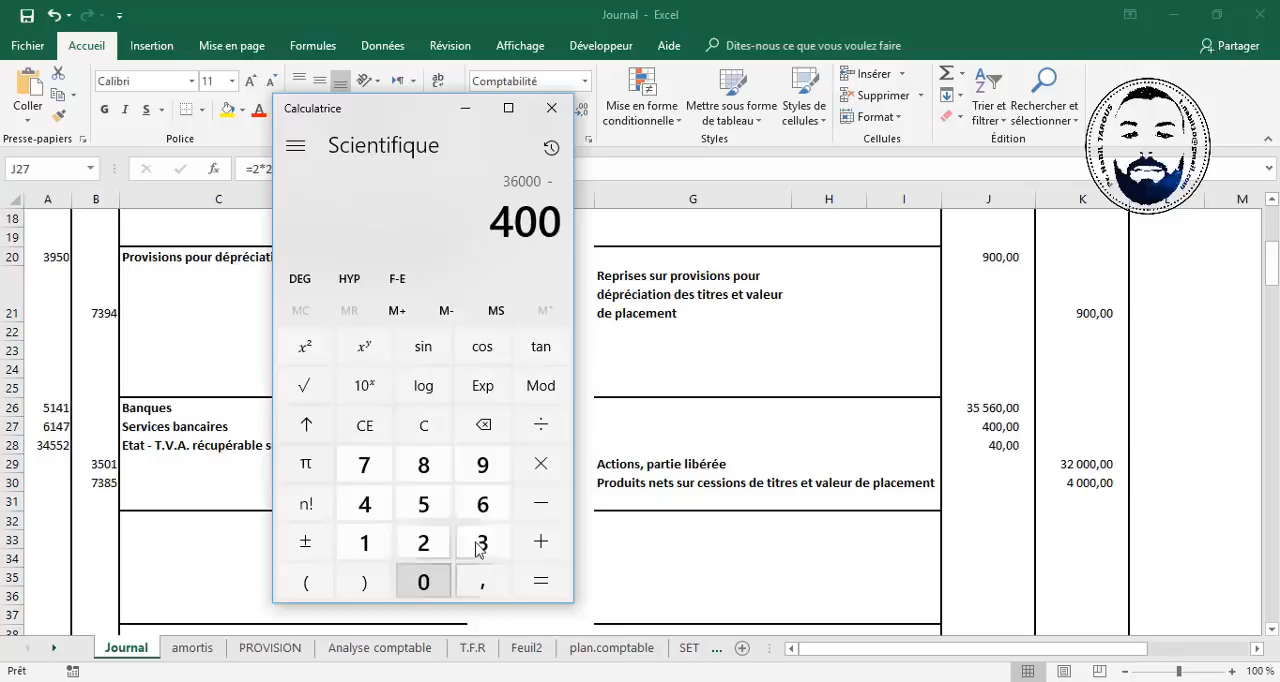 Journal - Excel
Fichier Accueil Insertion Mise en page Formules Données Révision Affichage Développeur Aide Dites-nous ce que vous voulez faire Partager
Coller
Presse-papiers
Calibri 11
G I S
Police
Comptabilité
Mise en forme conditionnelle
Mettre sous forme de tableau
Styles de cellules
Styles
Insérer
Supprimer
Format
Cellules
Trier et filtrer
Rechercher et sélectionner
Édition
J27 fx =2*2
A B C G H I J K M
18
19
20 3950 Provisions pour dépréciati 900,00
21 7394 Reprises sur provisions pour
dépréciation des titres et valeur
de placement 900,00
22
23
24
25
26 5141 Banques 35 560,00
27 6147 Services bancaires 400,00
28 34552 Etat - T.V.A. récupérable s 40,00
29 3501 Actions, partie libérée 32 000,00
30 7385 Produits nets sur cessions de titres et valeur de placement 4 000,00
31
32
33
34
35
36
37
38
Calculatrice
Scientifique
36000 -
400
DEG HYP F-E
MC MR M+ M- MS M
x² xʸ sin cos tan
√ 10ˣ log Exp Mod
↑ CE C ⌫ ÷
π 7 8 9 ×
n! 4 5 6 −
± 1 2 3 +
( ) 0 , =
Journal amortis PROVISION Analyse comptable T.F.R Feuil2 plan.comptable SET ...
Prêt 100 %